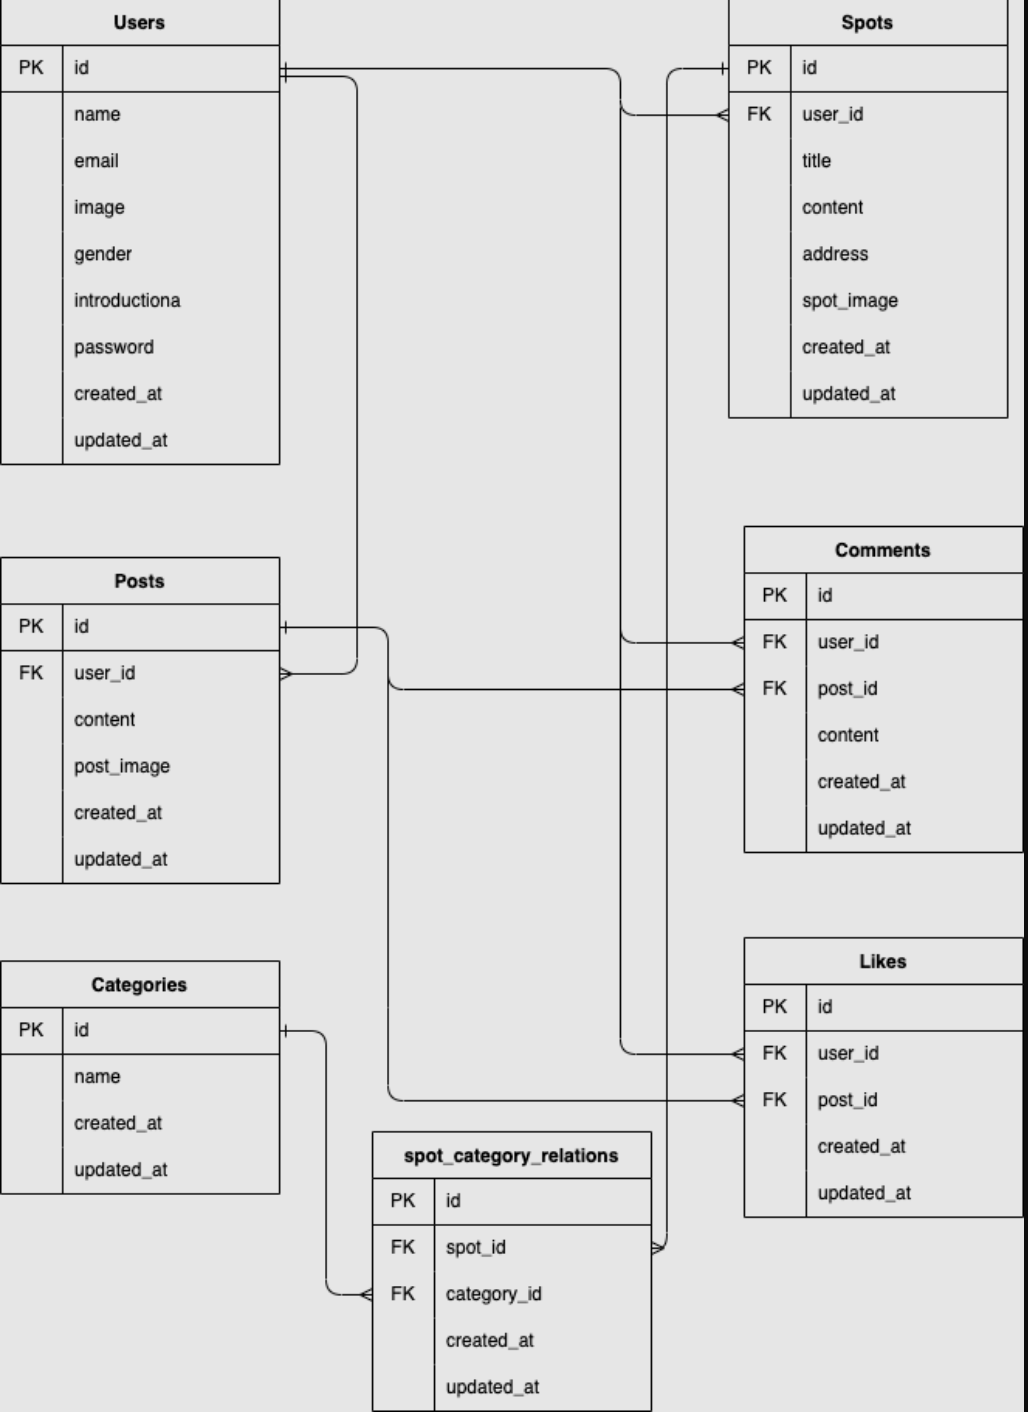 Users
PK id
name
email
image
gender
introductiona
password
created_at
updated_at
Spots
PK id
FK user_id
title
content
address
spot_image
created_at
updated_at
Posts
PK id
FK user_id
content
post_image
created_at
updated_at
Comments
PK id
FK user_id
FK post_id
content
created_at
updated_at
Categories
PK id
name
created_at
updated_at
Likes
PK id
FK user_id
FK post_id
created_at
updated_at
spot_category_relations
PK id
FK spot_id
FK category_id
created_at
updated_at